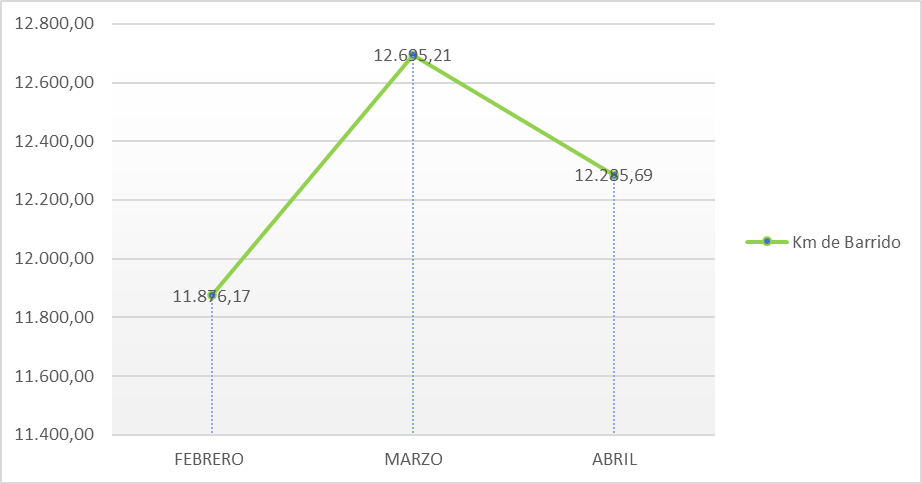 12.800,00
12.600,00
12.400,00
12.200,00
12.000,00
11.800,00
11.600,00
11.400,00
12.695,21
12.285,69
11.876,17
FEBRERO
MARZO
ABRIL
Km de Barrido